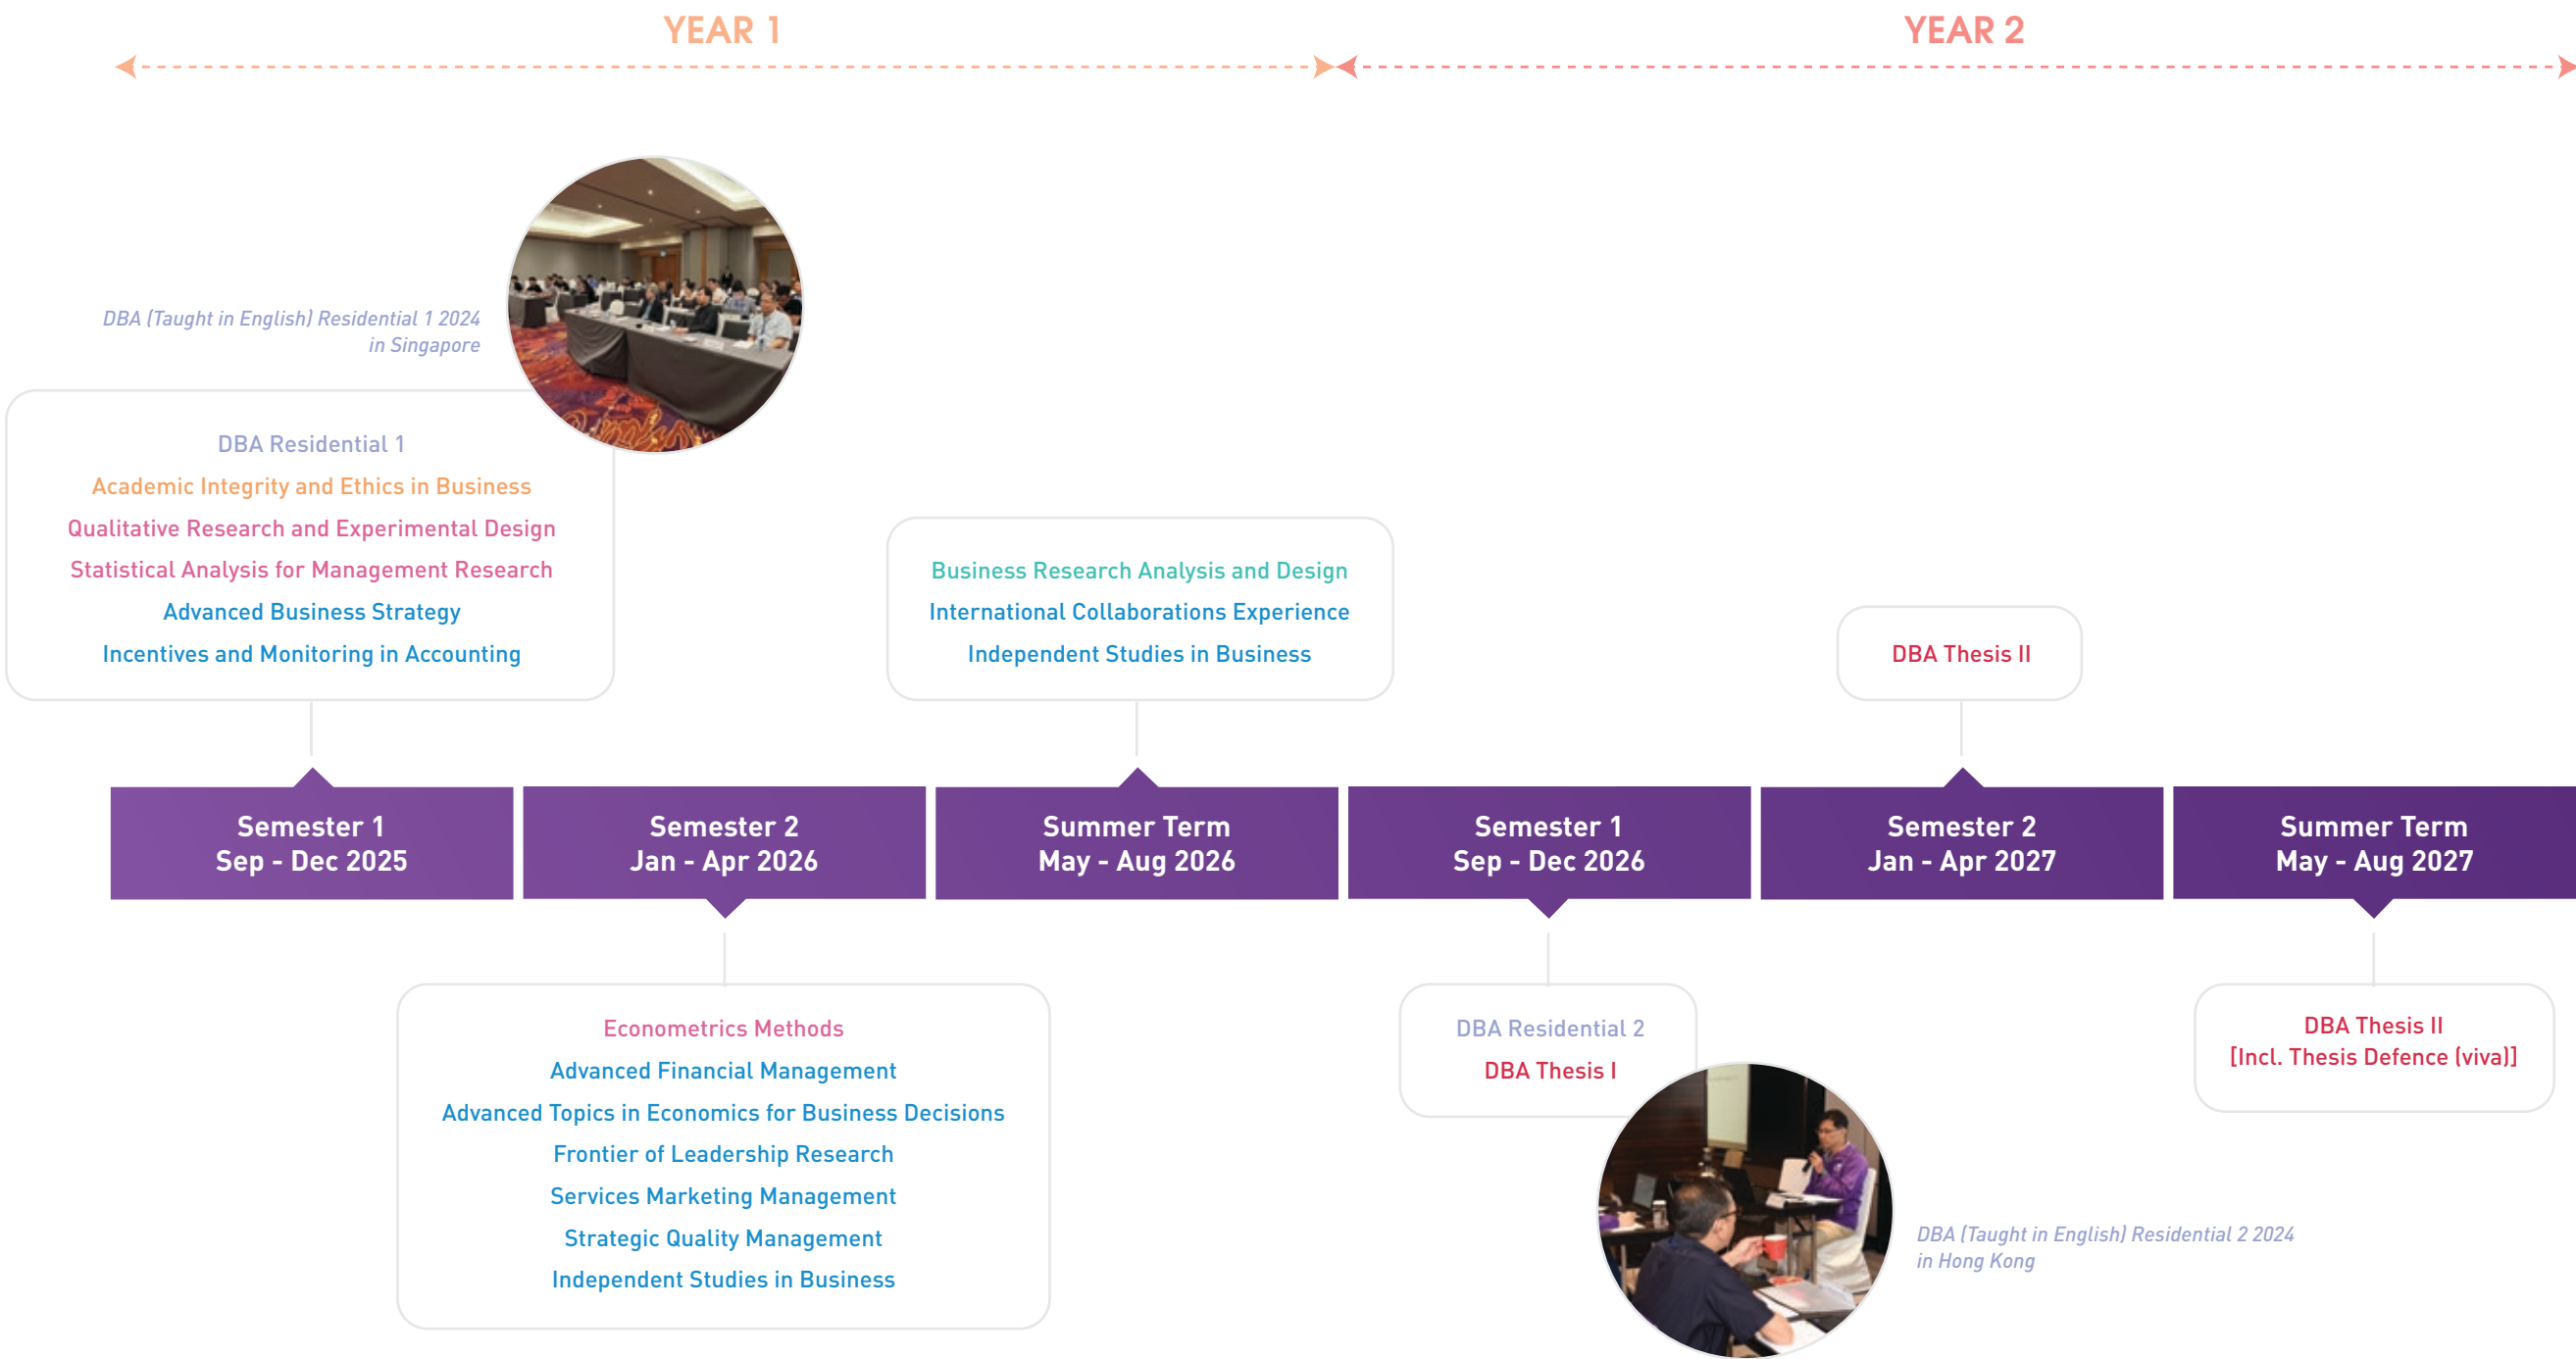 YEAR 1
YEAR 2
DBA (Taught in English) Residential 1 2024
in Singapore
DBA Residential 1
Academic Integrity and Ethics in Business
Qualitative Research and Experimental Design
Statistical Analysis for Management Research
Advanced Business Strategy
Incentives and Monitoring in Accounting
Business Research Analysis and Design
International Collaborations Experience
Independent Studies in Business
DBA Thesis II
Semester 1
Sep - Dec 2025
Semester 2
Jan - Apr 2026
Summer Term
May - Aug 2026
Semester 1
Sep - Dec 2026
Semester 2
Jan - Apr 2027
Summer Term
May - Aug 2027
Econometrics Methods
Advanced Financial Management
Advanced Topics in Economics for Business Decisions
Frontier of Leadership Research
Services Marketing Management
Strategic Quality Management
Independent Studies in Business
DBA Residential 2
DBA Thesis I
DBA (Taught in English) Residential 2 2024
in Hong Kong
DBA Thesis II
[Incl. Thesis Defence (viva)]